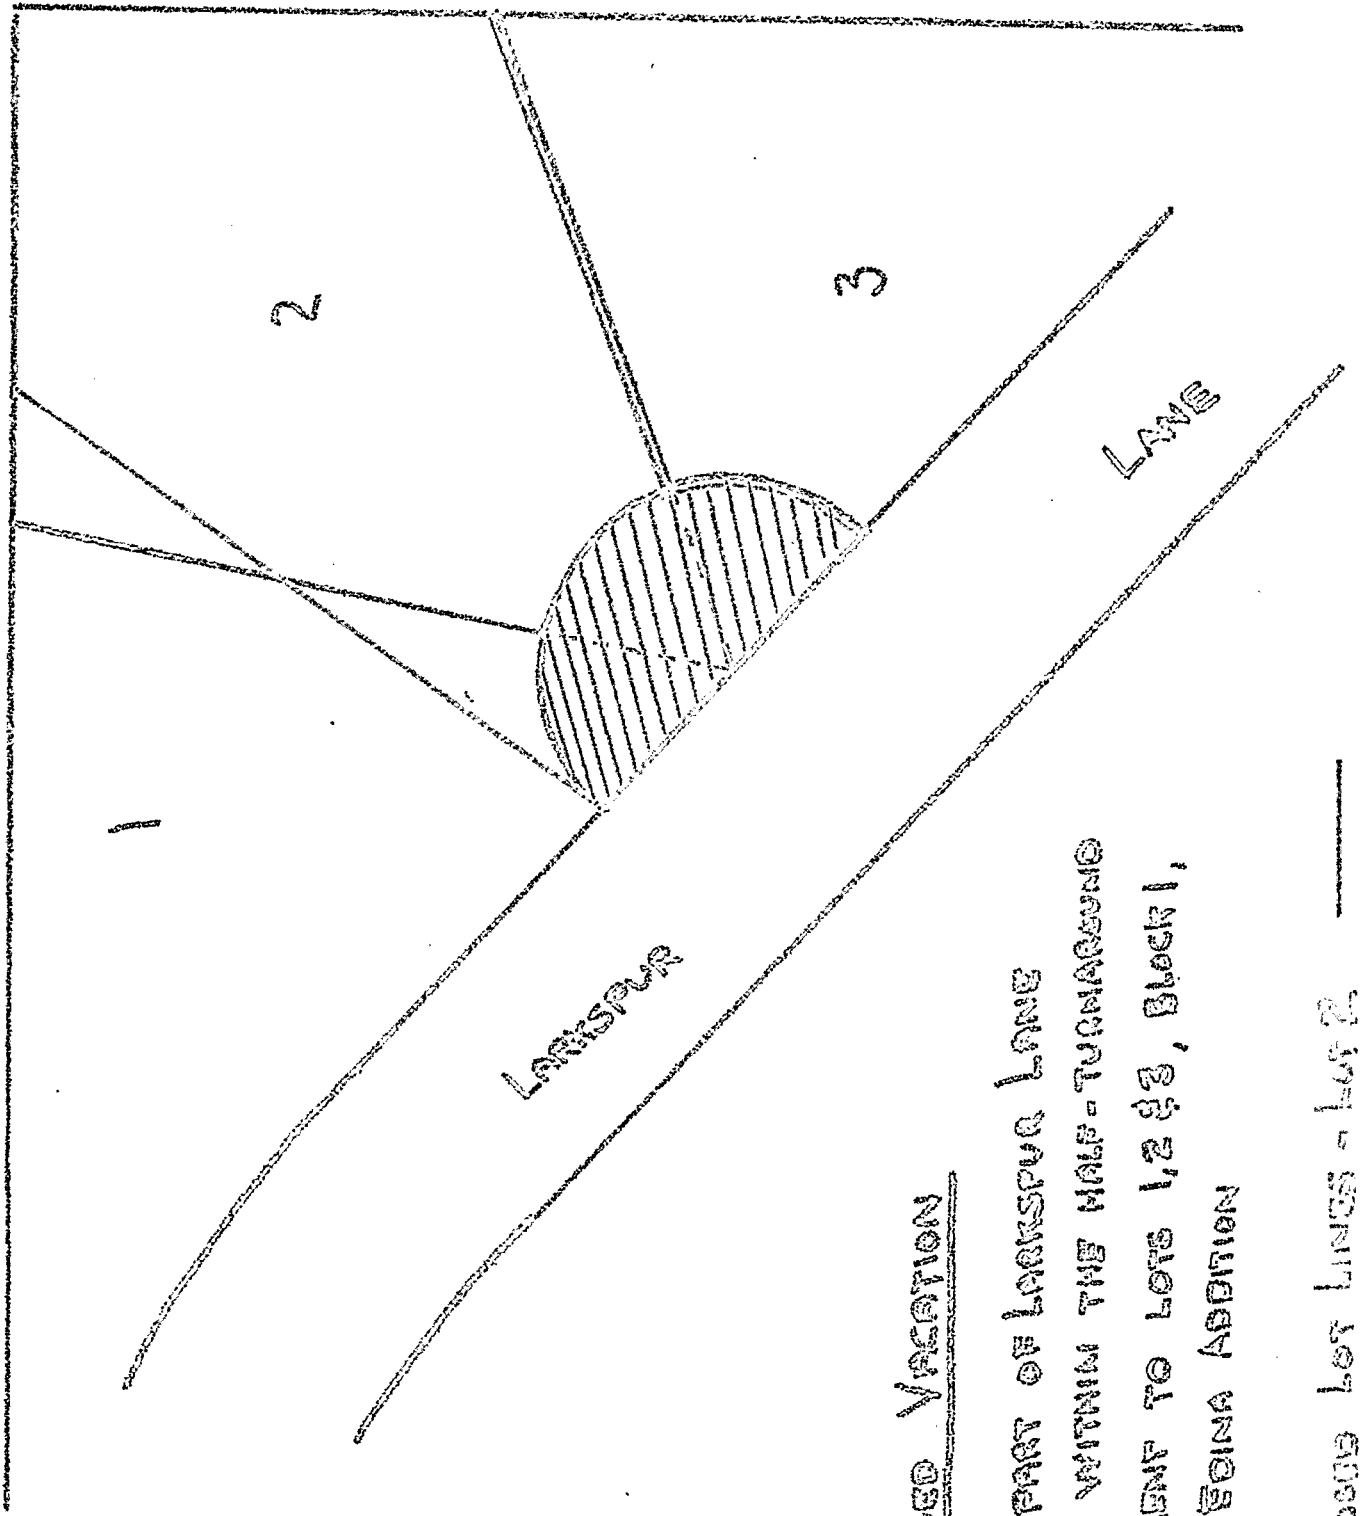 1
2
3
LARKSPUR
LANE
VACATION
PART OF LARKSPUR LANE
WITHIN THE HALF-TURNAROUND
TO LOTS 1, 2 & 3, BLOCK 1,
EDINA ADDITION
LOT LINES - LOT 2